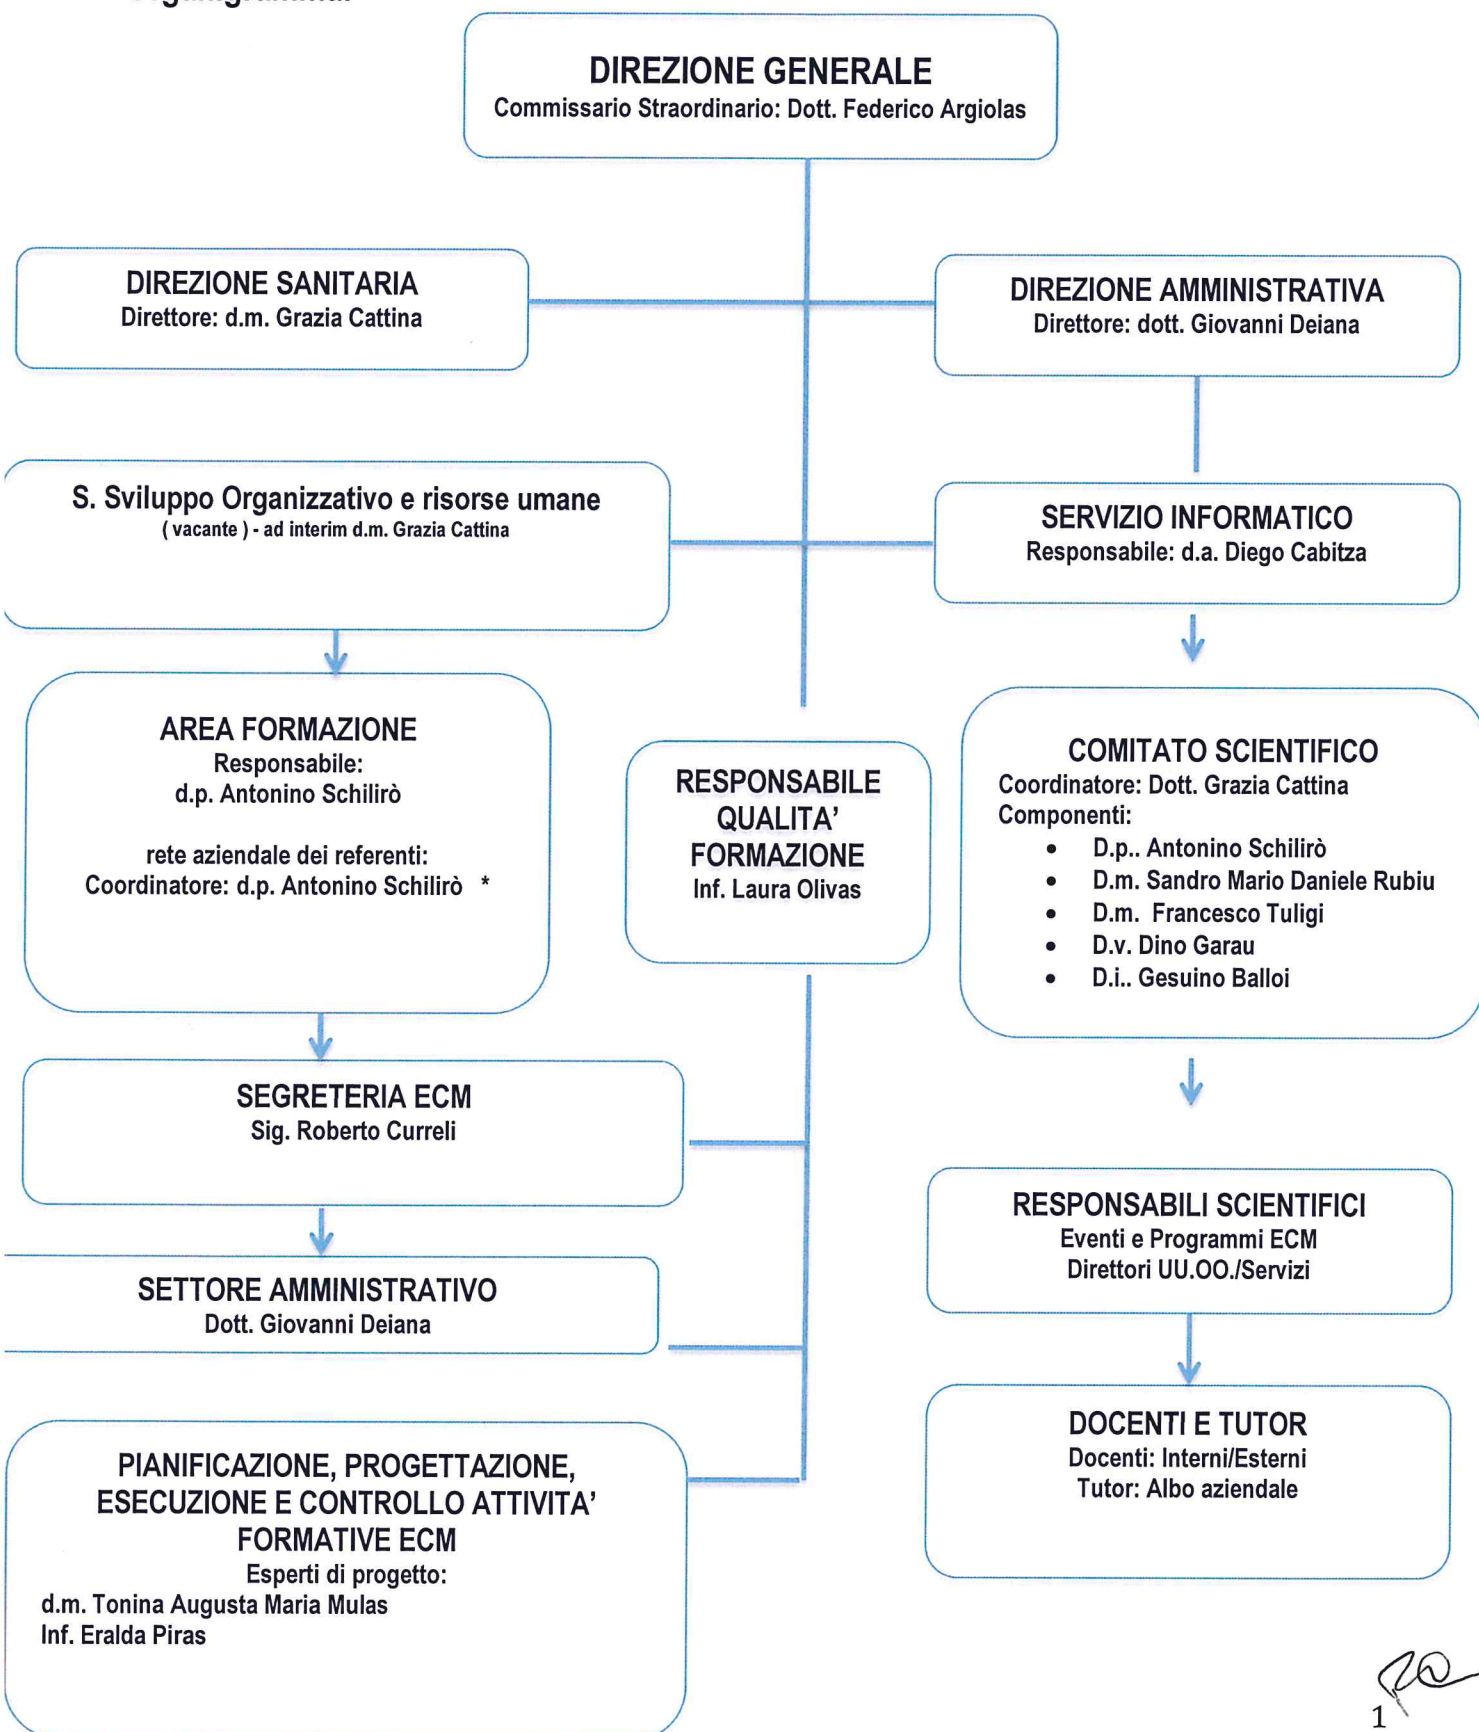 DIREZIONE GENERALE
Commissario Straordinario: Dott. Federico Argiolas
DIREZIONE SANITARIA
Direttore: d.m. Grazia Cattina
DIREZIONE AMMINISTRATIVA
Direttore: dott. Giovanni Deiana
S. Sviluppo Organizzativo e risorse umane
( vacante ) - ad interim d.m. Grazia Cattina
SERVIZIO INFORMATICO
Responsabile: d.a. Diego Cabitza
AREA FORMAZIONE
Responsabile:
d.p. Antonino Schilirò
rete aziendale dei referenti:
Coordinatore: d.p. Antonino Schilirò *
RESPONSABILE
QUALITA’
FORMAZIONE
Inf. Laura Olivas
COMITATO SCIENTIFICO
Coordinatore: Dott. Grazia Cattina
Componenti:
• D.p.. Antonino Schilirò
• D.m. Sandro Mario Daniele Rubiu
• D.m. Francesco Tuligi
• D.v. Dino Garau
• D.i.. Gesuino Balloi
SEGRETERIA ECM
Sig. Roberto Curreli
RESPONSABILI SCIENTIFICI
Eventi e Programmi ECM
Direttori UU.OO./Servizi
SETTORE AMMINISTRATIVO
Dott. Giovanni Deiana
DOCENTI E TUTOR
Docenti: Interni/Esterni
Tutor: Albo aziendale
PIANIFICAZIONE, PROGETTAZIONE,
ESECUZIONE E CONTROLLO ATTIVITA’
FORMATIVE ECM
Esperti di progetto:
d.m. Tonina Augusta Maria Mulas
Inf. Eralda Piras
1